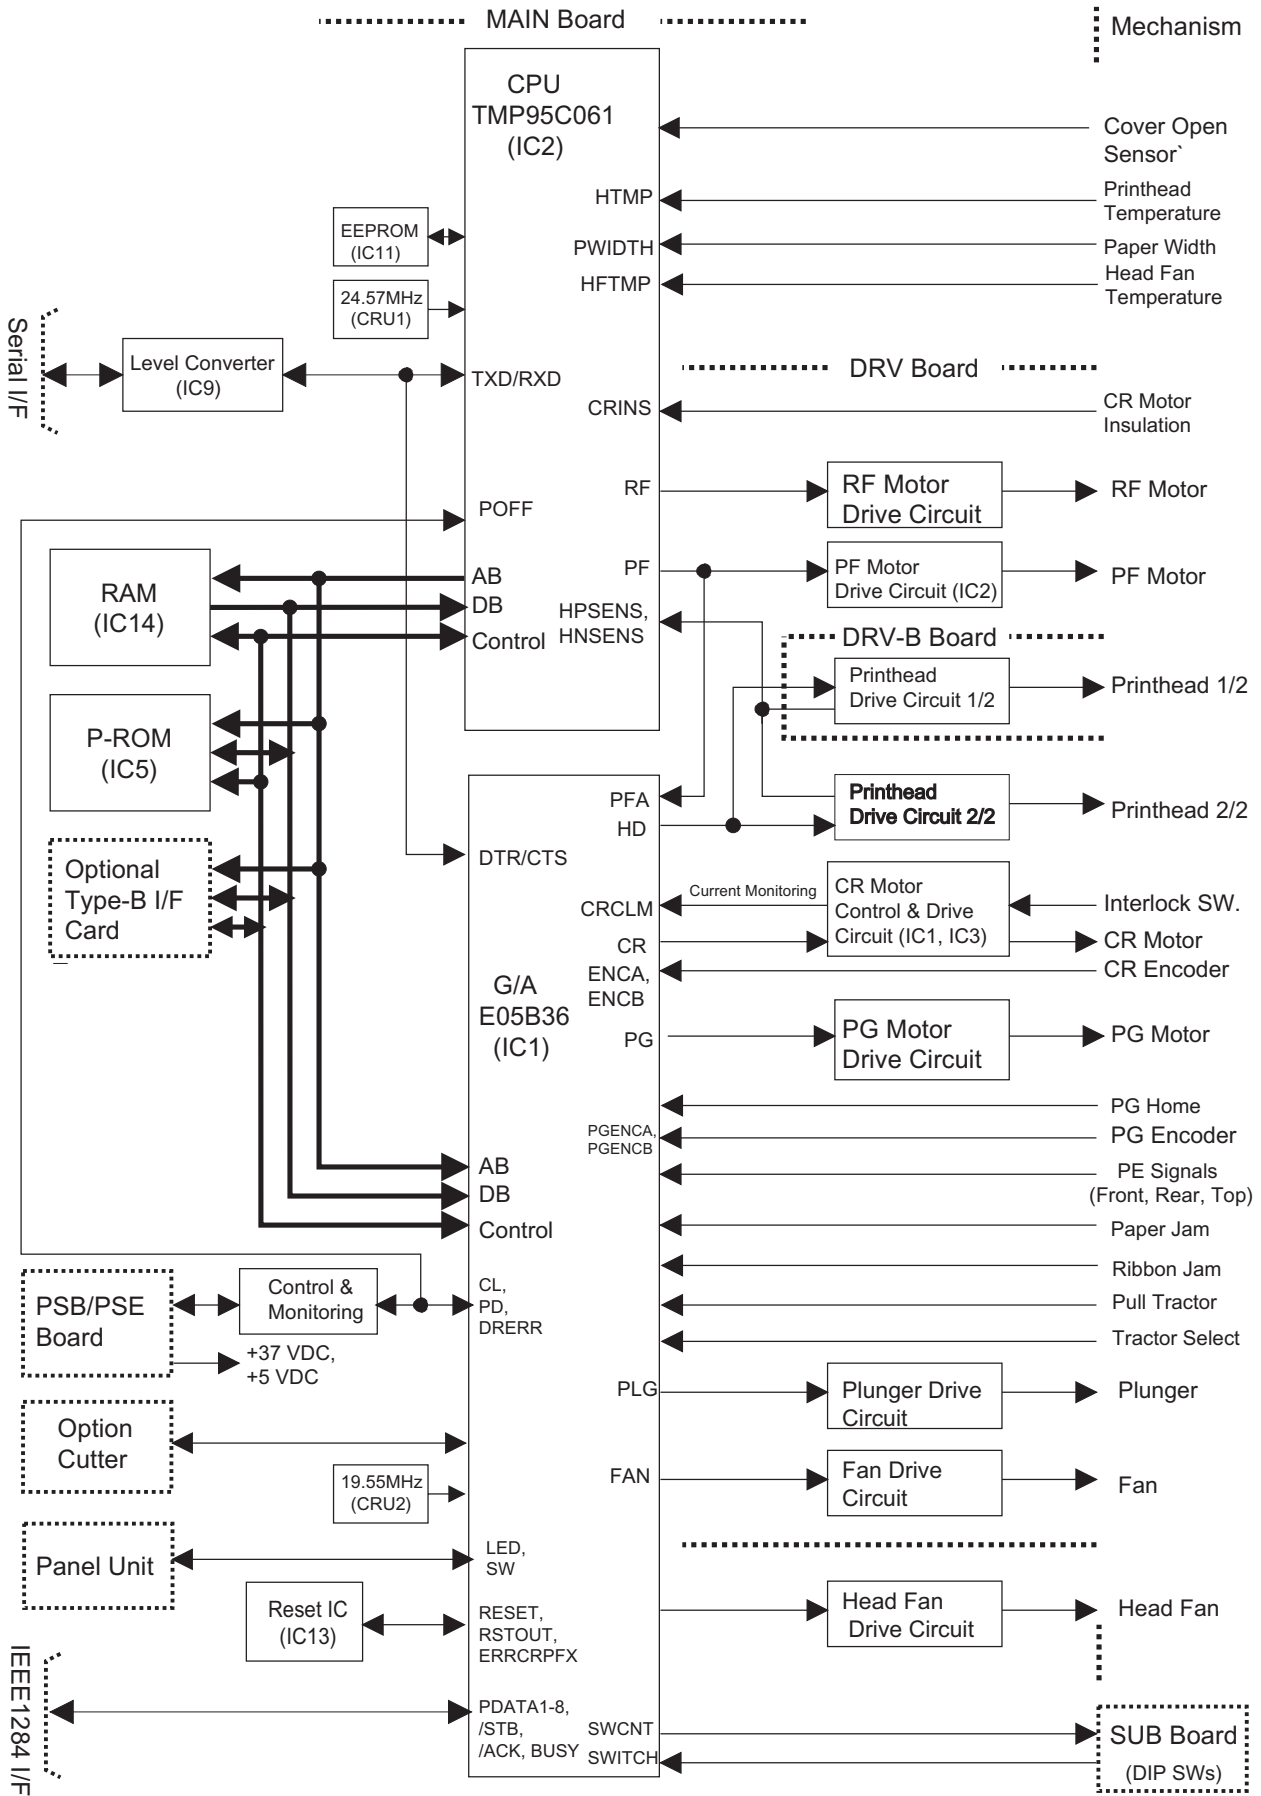 MAIN Board
Mechanism
CPU
TMP95C061
(IC2)
Cover Open
Sensor`
HTMP
Printhead
Temperature
EEPROM
(IC11)
PWIDTH
Paper Width
HFTMP
Head Fan
Temperature
24.57MHz
(CRU1)
Serial I/F
Level Converter
(IC9)
TXD/RXD
DRV Board
CRINS
CR Motor
Insulation
RF
RF Motor
Drive Circuit
RF Motor
POFF
PF
PF Motor
Drive Circuit (IC2)
PF Motor
RAM
(IC14)
AB
DB
Control
HPSENS,
HNSENS
DRV-B Board
Printhead
Drive Circuit 1/2
Printhead 1/2
P-ROM
(IC5)
PFA
HD
Printhead
Drive Circuit 2/2
Printhead 2/2
DTR/CTS
Optional
Type-B I/F
Card
CRCLM
Current Monitoring
CR Motor
Control & Drive
Circuit (IC1, IC3)
Interlock SW.
CR
CR Motor
ENCA,
ENCB
CR Encoder
G/A
E05B36
(IC1)
PG
PG Motor
Drive Circuit
PG Motor
PG Home
PGENCA,
PGENCB
PG Encoder
AB
DB
Control
PE Signals
(Front, Rear, Top)
Paper Jam
Ribbon Jam
Pull Tractor
Tractor Select
PSB/PSE
Board
Control &
Monitoring
CL,
PD,
DRERR
+37 VDC,
+5 VDC
PLG
Plunger Drive
Circuit
Plunger
Option
Cutter
19.55MHz
(CRU2)
FAN
Fan Drive
Circuit
Fan
Panel Unit
LED,
SW
Reset IC
(IC13)
RESET,
RSTOUT,
ERRCRPFX
Head Fan
Drive Circuit
Head Fan
IEEE1284 I/F
PDATA1-8,
/STB,
/ACK, BUSY
SWCNT
SWITCH
SUB Board
(DIP SWs)